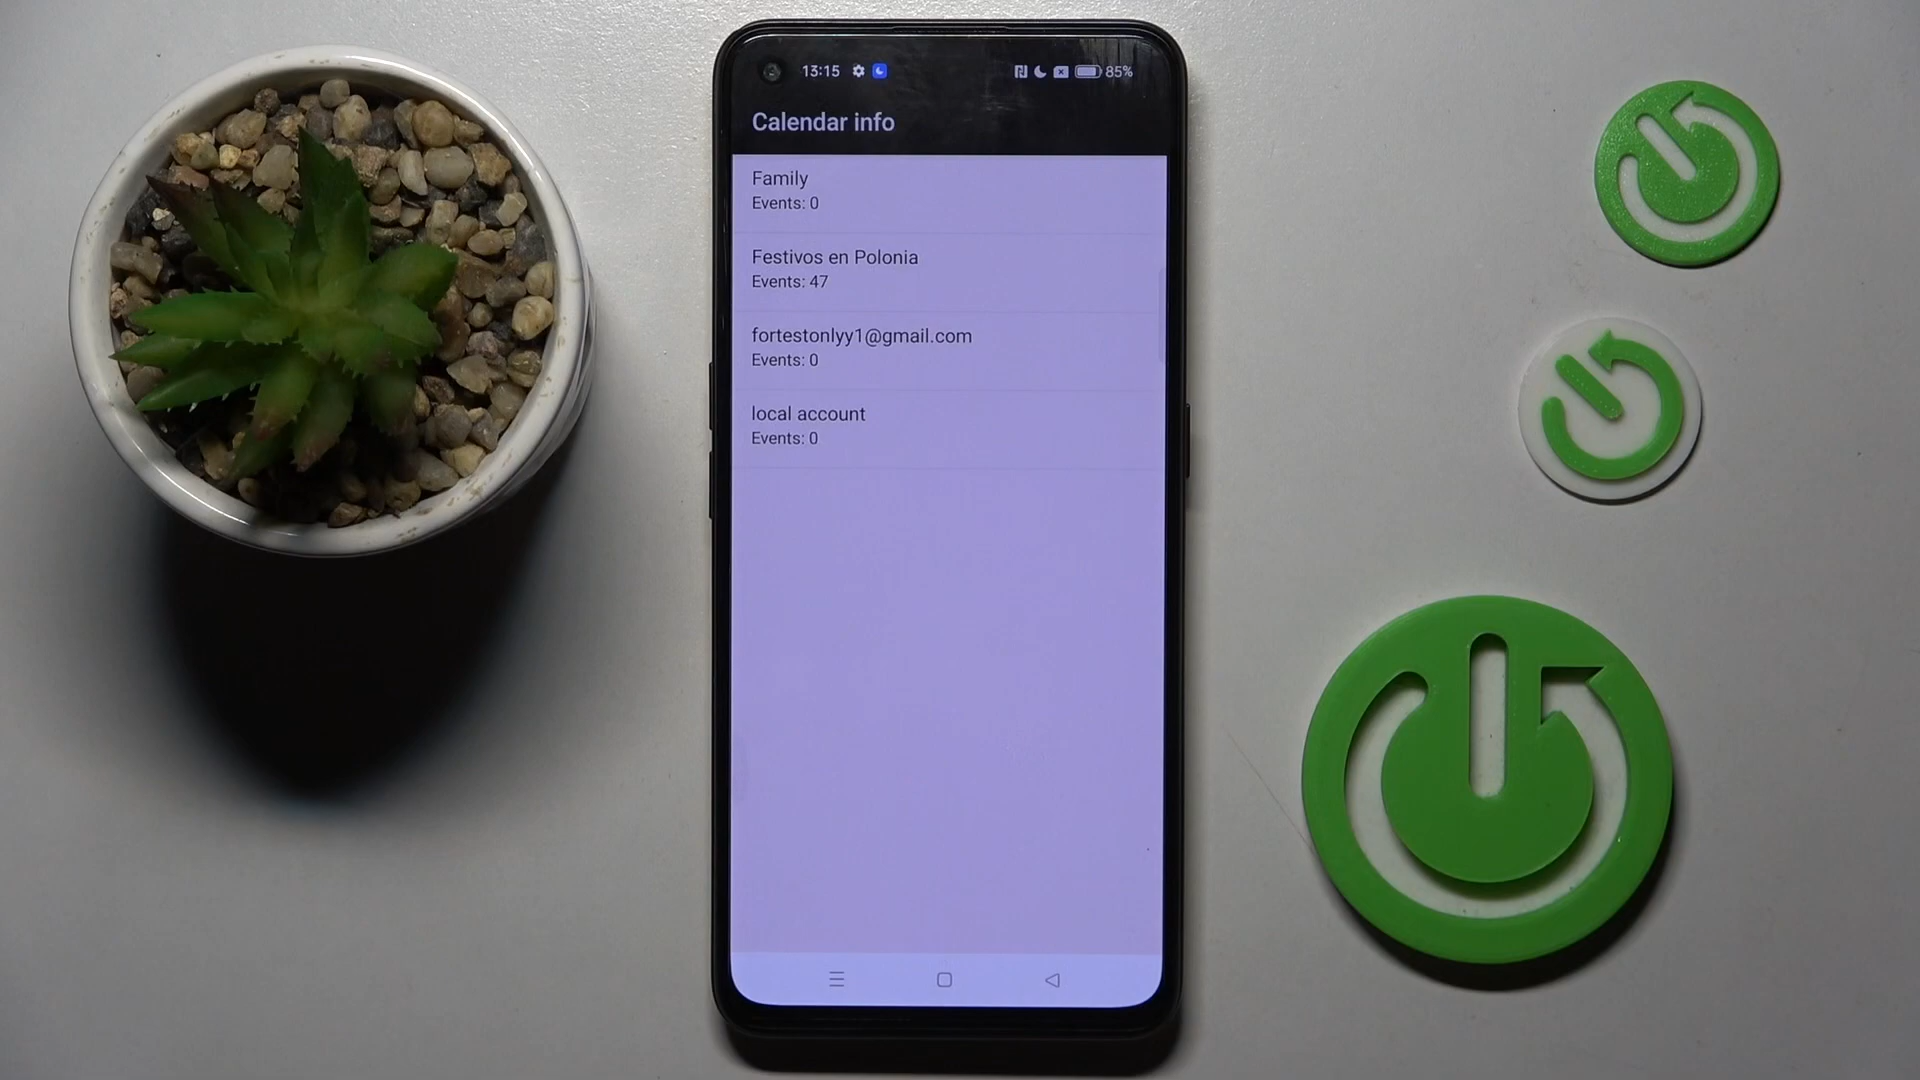 13:15 85%
Calendar info
Family
Events: 0
Festivos en Polonia
Events: 47
fortestonlyy1@gmail.com
Events: 0
local account
Events: 0